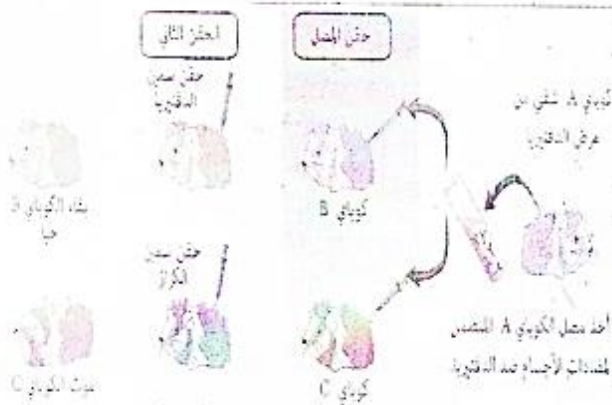 حقن المصل
الحقن الثاني
كوباي A شفي من
مرض الدفتيريا
أخذ مصل الكوباي A المتضمن
لمضادات الأجسام ضد الدفتيريا
كوباي B
كوباي C
حقن سمين
الدفتيريا
حقن سمين
الكزاز
بقاء الكوباي B
حيا
موت الكوباي C